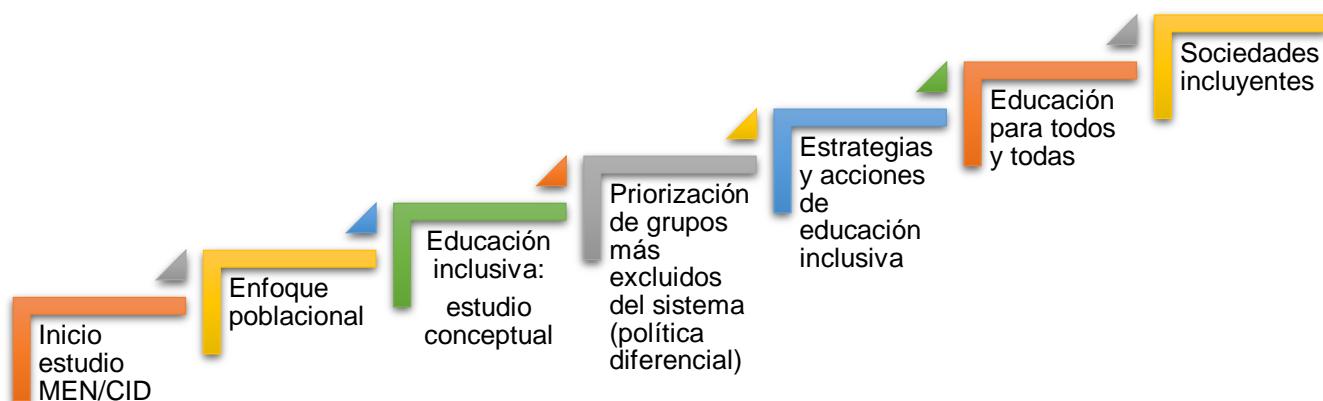 Inicio
estudio
MEN/CID
Enfoque
poblacional
Educación
inclusiva:
estudio
conceptual
Priorización
de grupos
más
excluidos
del sistema
(política
diferencial)
Estrategias
y acciones
de
educación
inclusiva
Educación
para todos
y todas
Sociedades
incluyentes